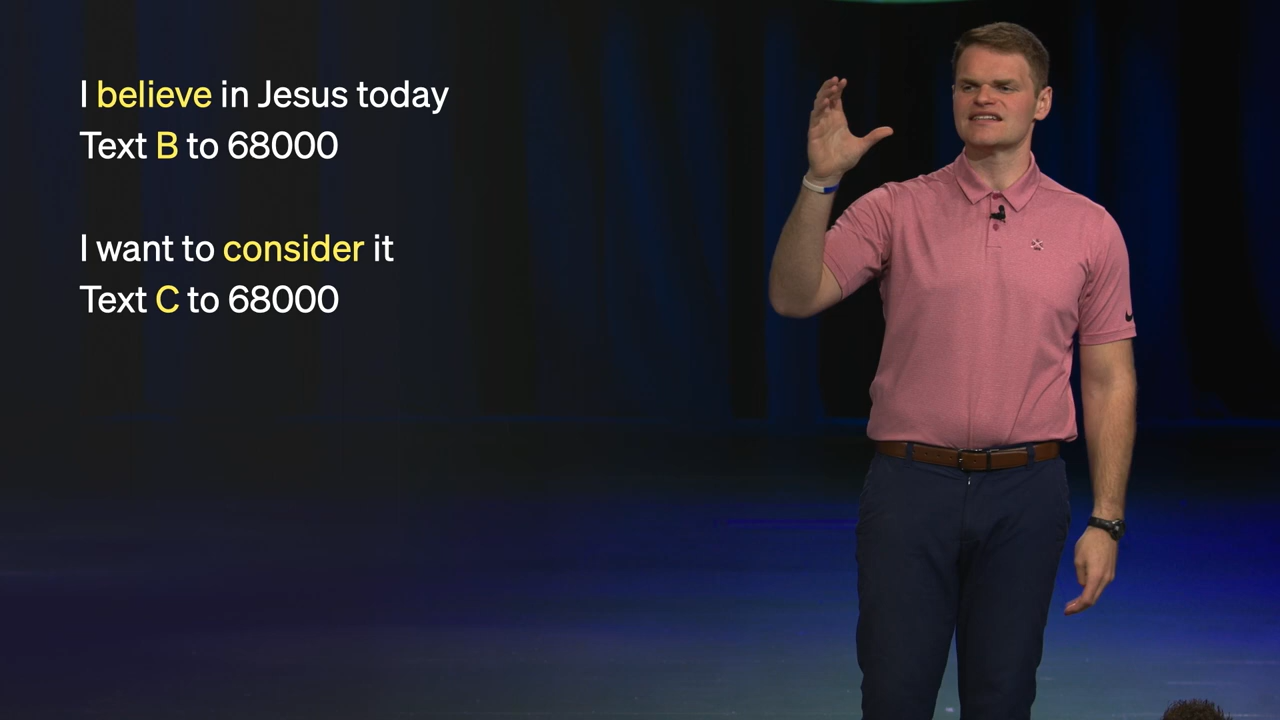 I believe in Jesus today
Text B to 68000
I want to consider it
Text C to 68000